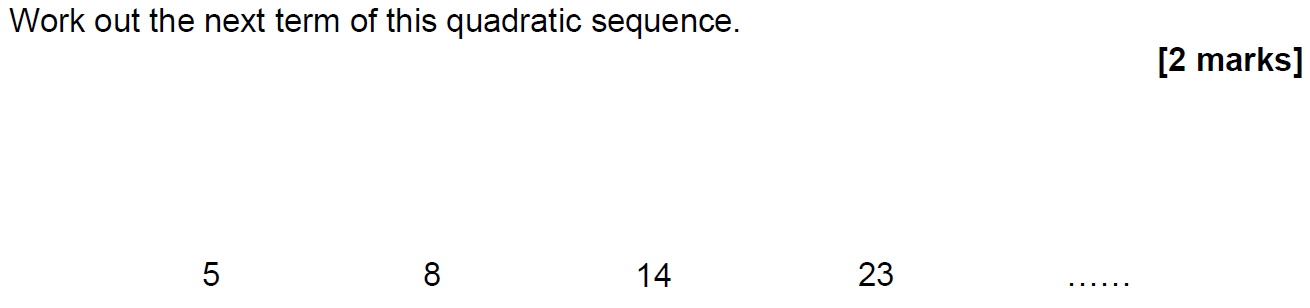 Work out the next term of this quadratic sequence.
[2 marks]
5 8 14 23 ......